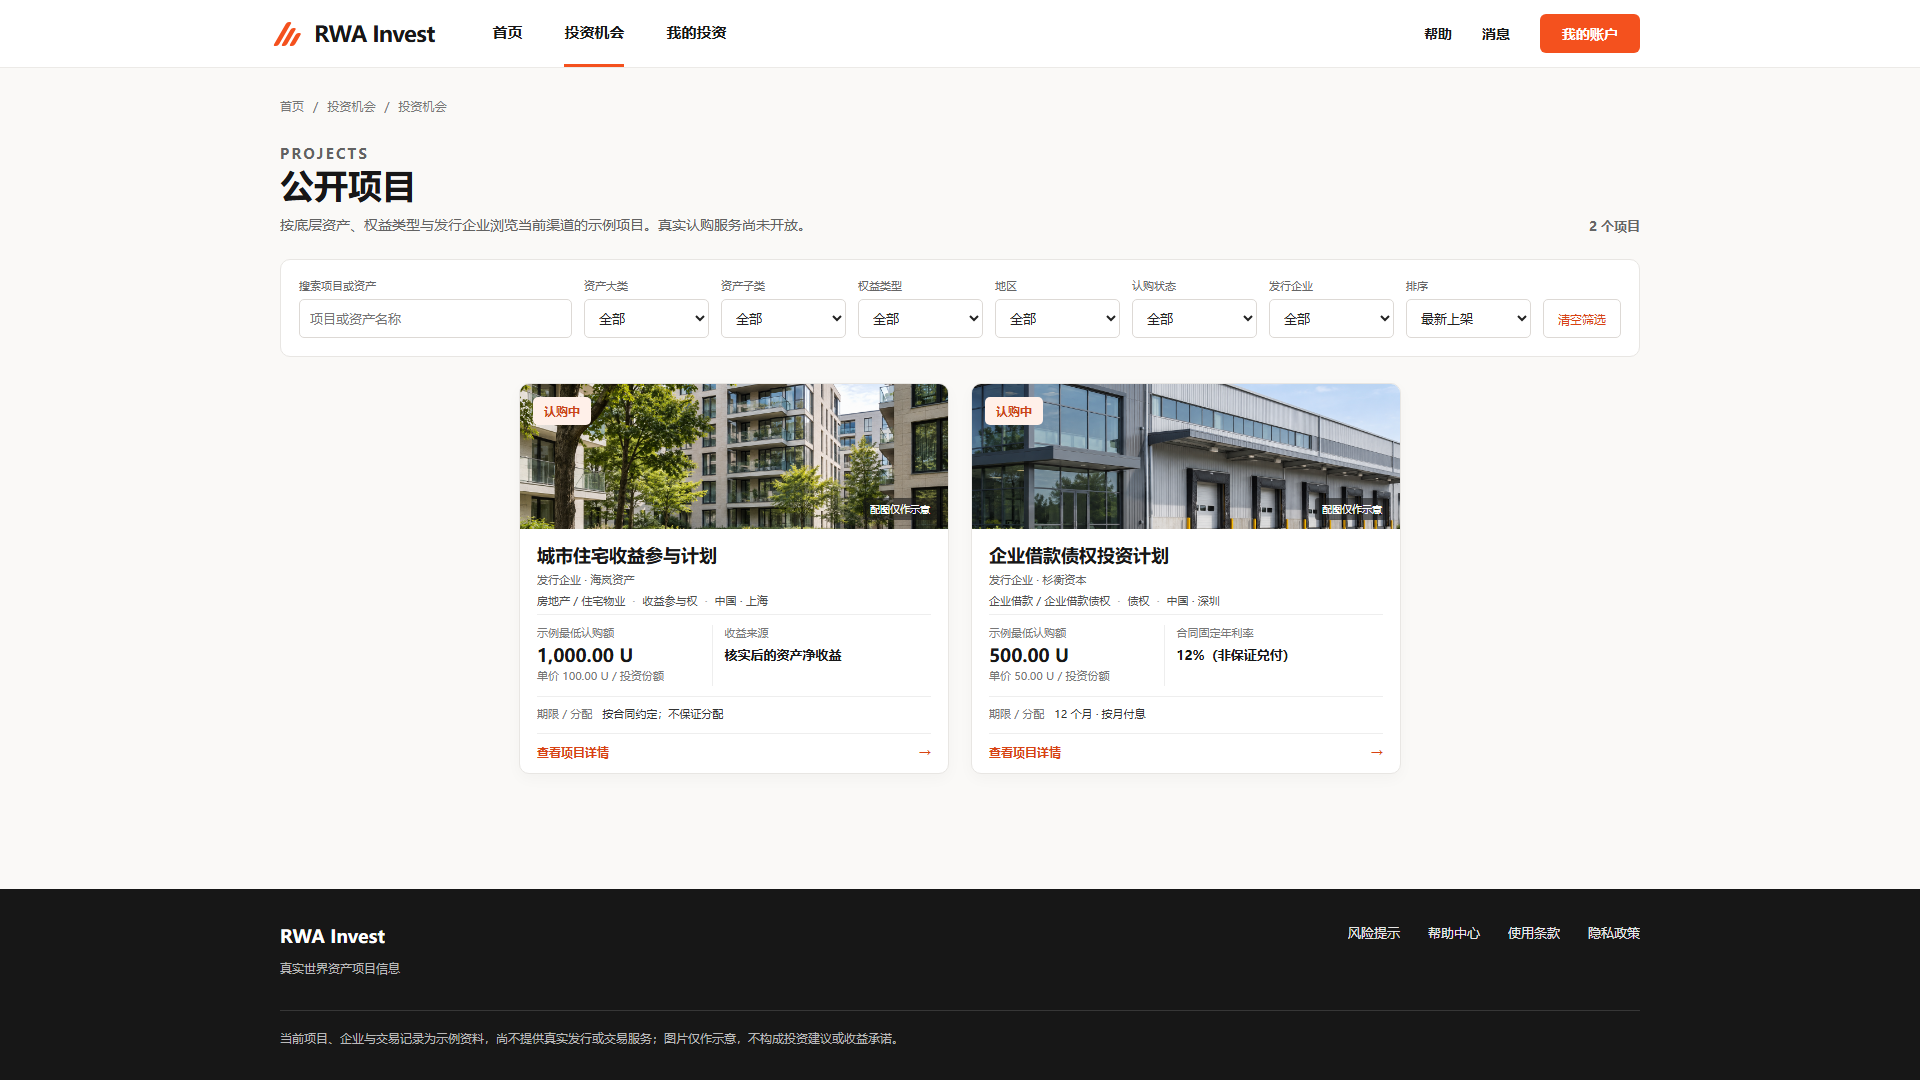 RWA Invest 首页 投资机会 我的投资 帮助 消息 我的账户
首页 / 投资机会 / 投资机会
PROJECTS
公开项目
按底层资产、权益类型与发行企业浏览当前渠道的示例项目。真实认购服务尚未开放。
2 个项目
搜索项目或资产 资产大类 资产子类 权益类型 地区 认购状态 发行企业 排序
项目或资产名称 全部 全部 全部 全部 全部 全部 最新上架 清空筛选
认购中
配图仅作示意
城市住宅收益参与计划
发行企业 · 海岚资产
房地产 / 住宅物业 · 收益参与权 · 中国 · 上海
示例最低认购额
1,000.00 U
单价 100.00 U / 投资份额
收益来源
核实后的资产净收益
期限 / 分配 按合同约定；不保证分配
查看项目详情 →
认购中
配图仅作示意
企业借款债权投资计划
发行企业 · 杉衡资本
企业借款 / 企业借款债权 · 债权 · 中国 · 深圳
示例最低认购额
500.00 U
单价 50.00 U / 投资份额
合同固定年利率
12%（非保证兑付）
期限 / 分配 12 个月 · 按月付息
查看项目详情 →
RWA Invest
真实世界资产项目信息
风险提示 帮助中心 使用条款 隐私政策
当前项目、企业与交易记录为示例资料，尚不提供真实发行或交易服务；图片仅作示意，不构成投资建议或收益承诺。